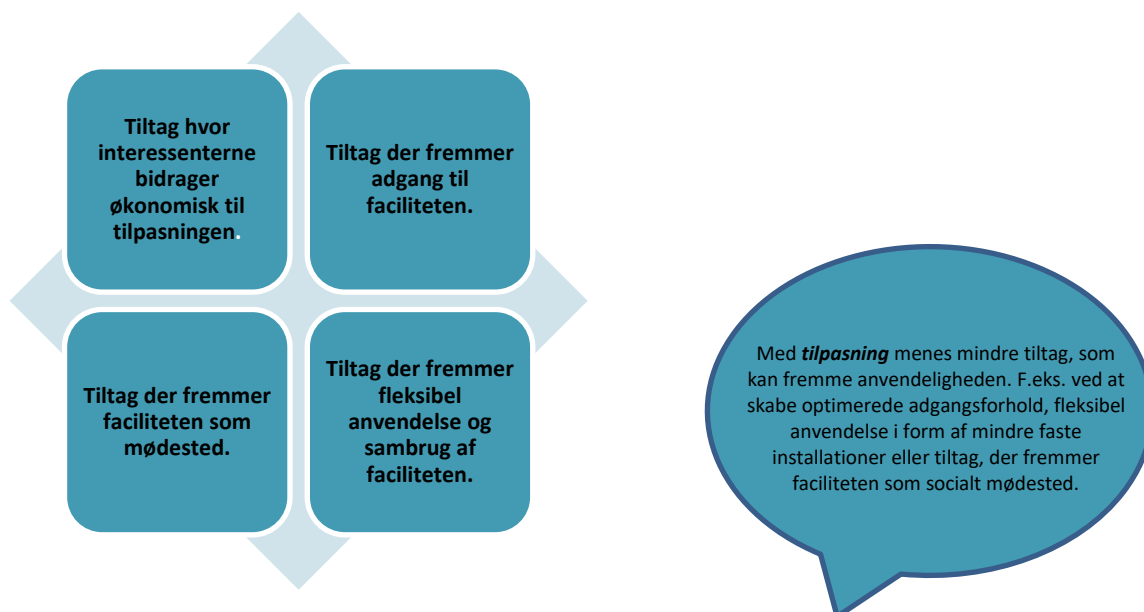 Tiltag hvor
interessenterne
bidrager
økonomisk til
tilpasningen.
Tiltag der fremmer
adgang til
faciliteten.
Tiltag der fremmer
faciliteten som
mødested.
Tiltag der fremmer
fleksibel
anvendelse og
sambrug af
faciliteten.
Med tilpasning menes mindre tiltag, som
kan fremme anvendeligheden. F.eks. ved at
skabe optimerede adgangsforhold, fleksibel
anvendelse i form af mindre faste
installationer eller tiltag, der fremmer
faciliteten som socialt mødested.